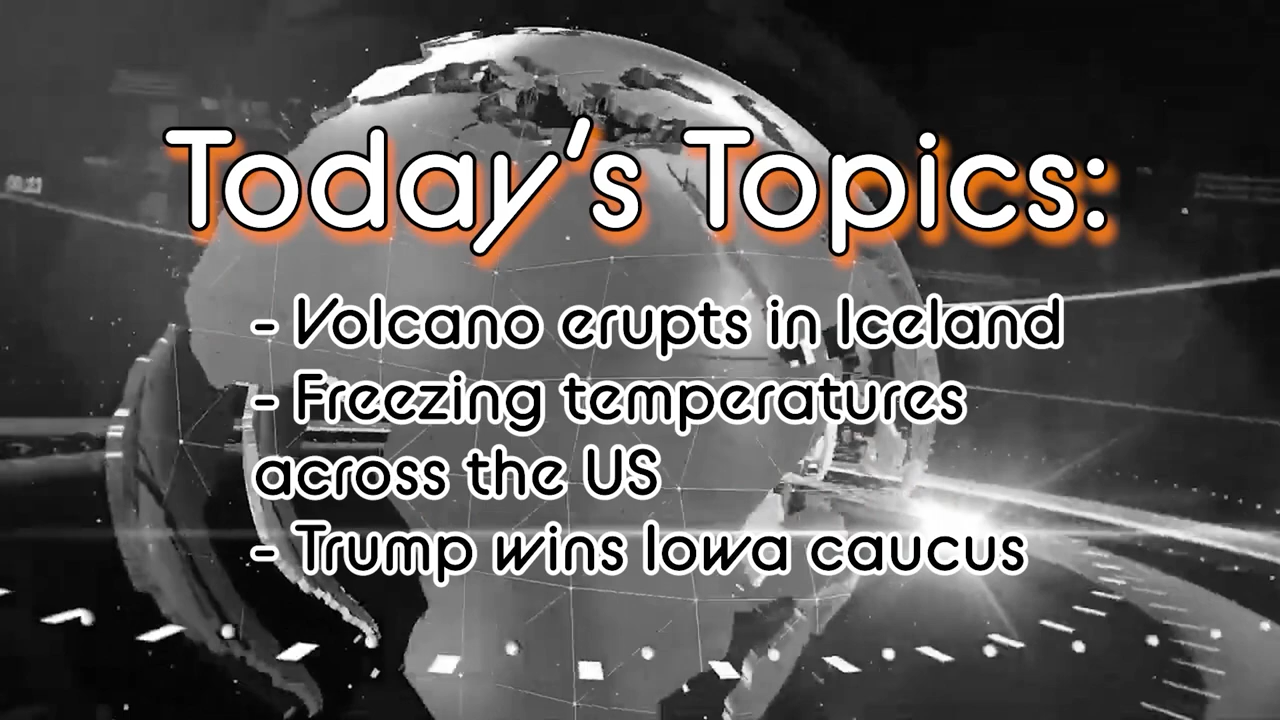 Today's Topics:
- Volcano erupts in Iceland
- Freezing temperatures
across the US
- Trump wins Iowa caucus